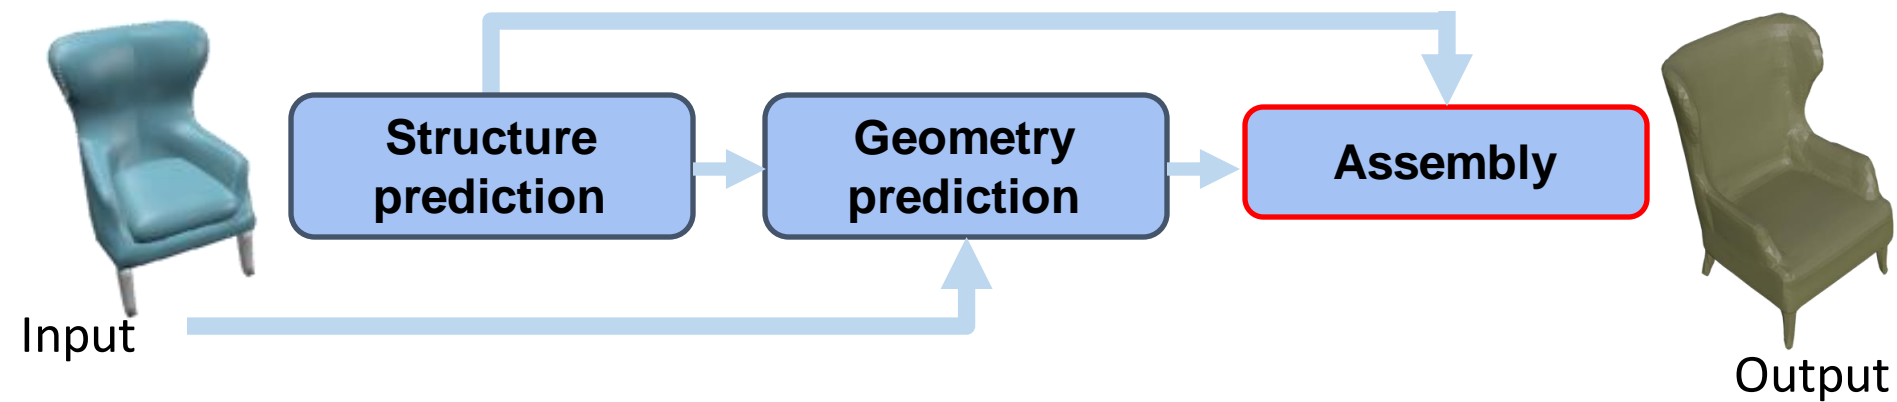 Structure
prediction
Geometry
prediction
Assembly
Input
Output